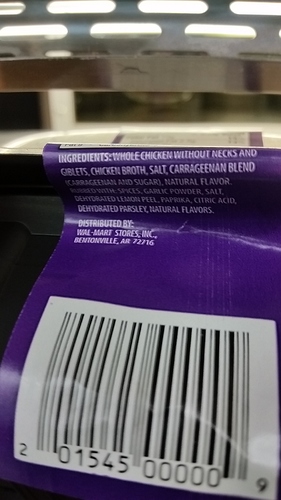 INGREDIENTS: WHOLE CHICKEN WITHOUT NECKS AND
GIBLETS, CHICKEN BROTH, SALT, CARRAGEENAN BLEND
(CARRAGEENAN AND SUGAR), NATURAL FLAVOR.
RUBBED WITH: SPICES, GARLIC POWDER, SALT,
DEHYDRATED LEMON PEEL, PAPRIKA, CITRIC ACID,
DEHYDRATED PARSLEY, NATURAL FLAVORS.
DISTRIBUTED BY:
WAL-MART STORES, INC.,
BENTONVILLE, AR 72716
2 01545 00000 9